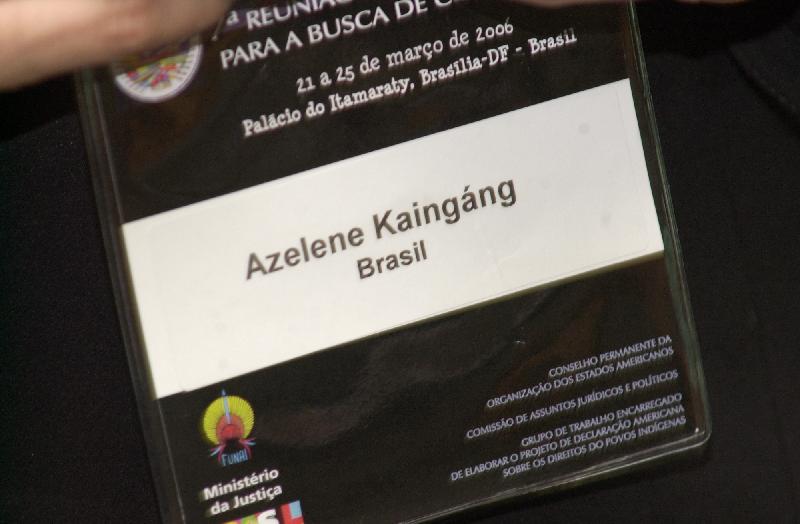 ª REUNIÃO
PARA A BUSCA DE
21 a 25 de março de 2006
Palácio do Itamaraty, Brasília-DF - Brasil
Azelene Kaingáng
Brasil
CONSELHO PERMANENTE DA
ORGANIZAÇÃO DOS ESTADOS AMERICANOS
COMISSÃO DE ASSUNTOS JURÍDICOS E POLÍTICOS
GRUPO DE TRABALHO ENCARREGADO
DE ELABORAR O PROJETO DE DECLARAÇÃO AMERICANA
SOBRE OS DIREITOS DO POVOS INDÍGENAS
FUNAI
Ministério
da Justiça